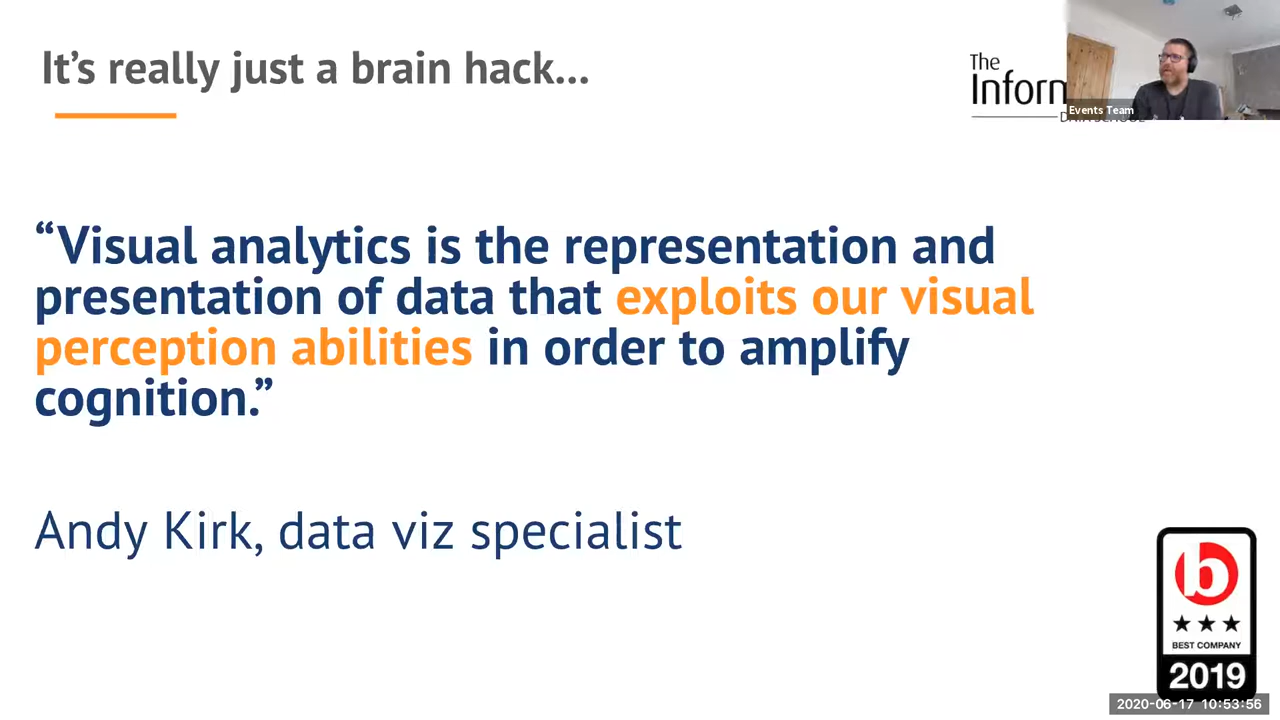 It’s really just a brain hack...
The
Inform
Events Team
“Visual analytics is the representation and
presentation of data that exploits our visual
perception abilities in order to amplify
cognition.”
Andy Kirk, data viz specialist
b
BEST COMPANY
2019
2020-06-17 10:53:56